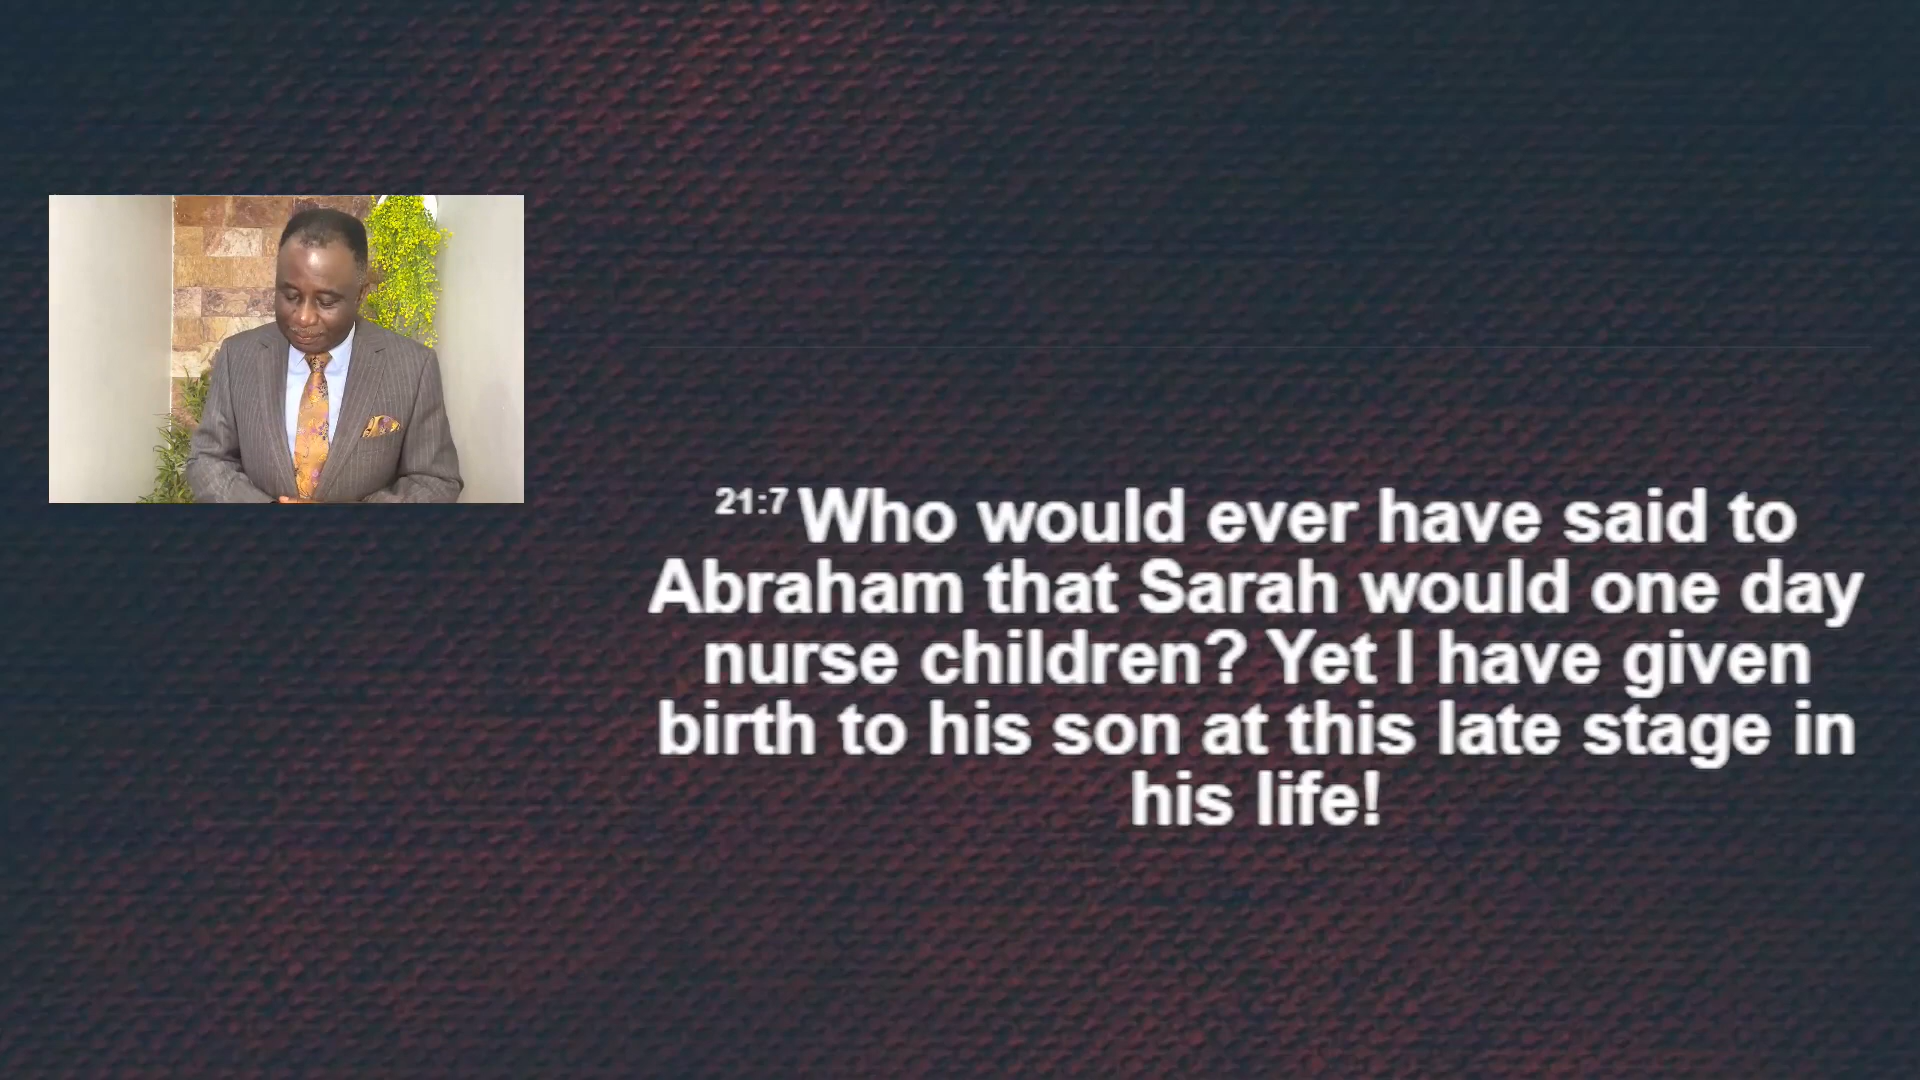 21:7 Who would ever have said to
Abraham that Sarah would one day
nurse children? Yet I have given
birth to his son at this late stage in
his life!